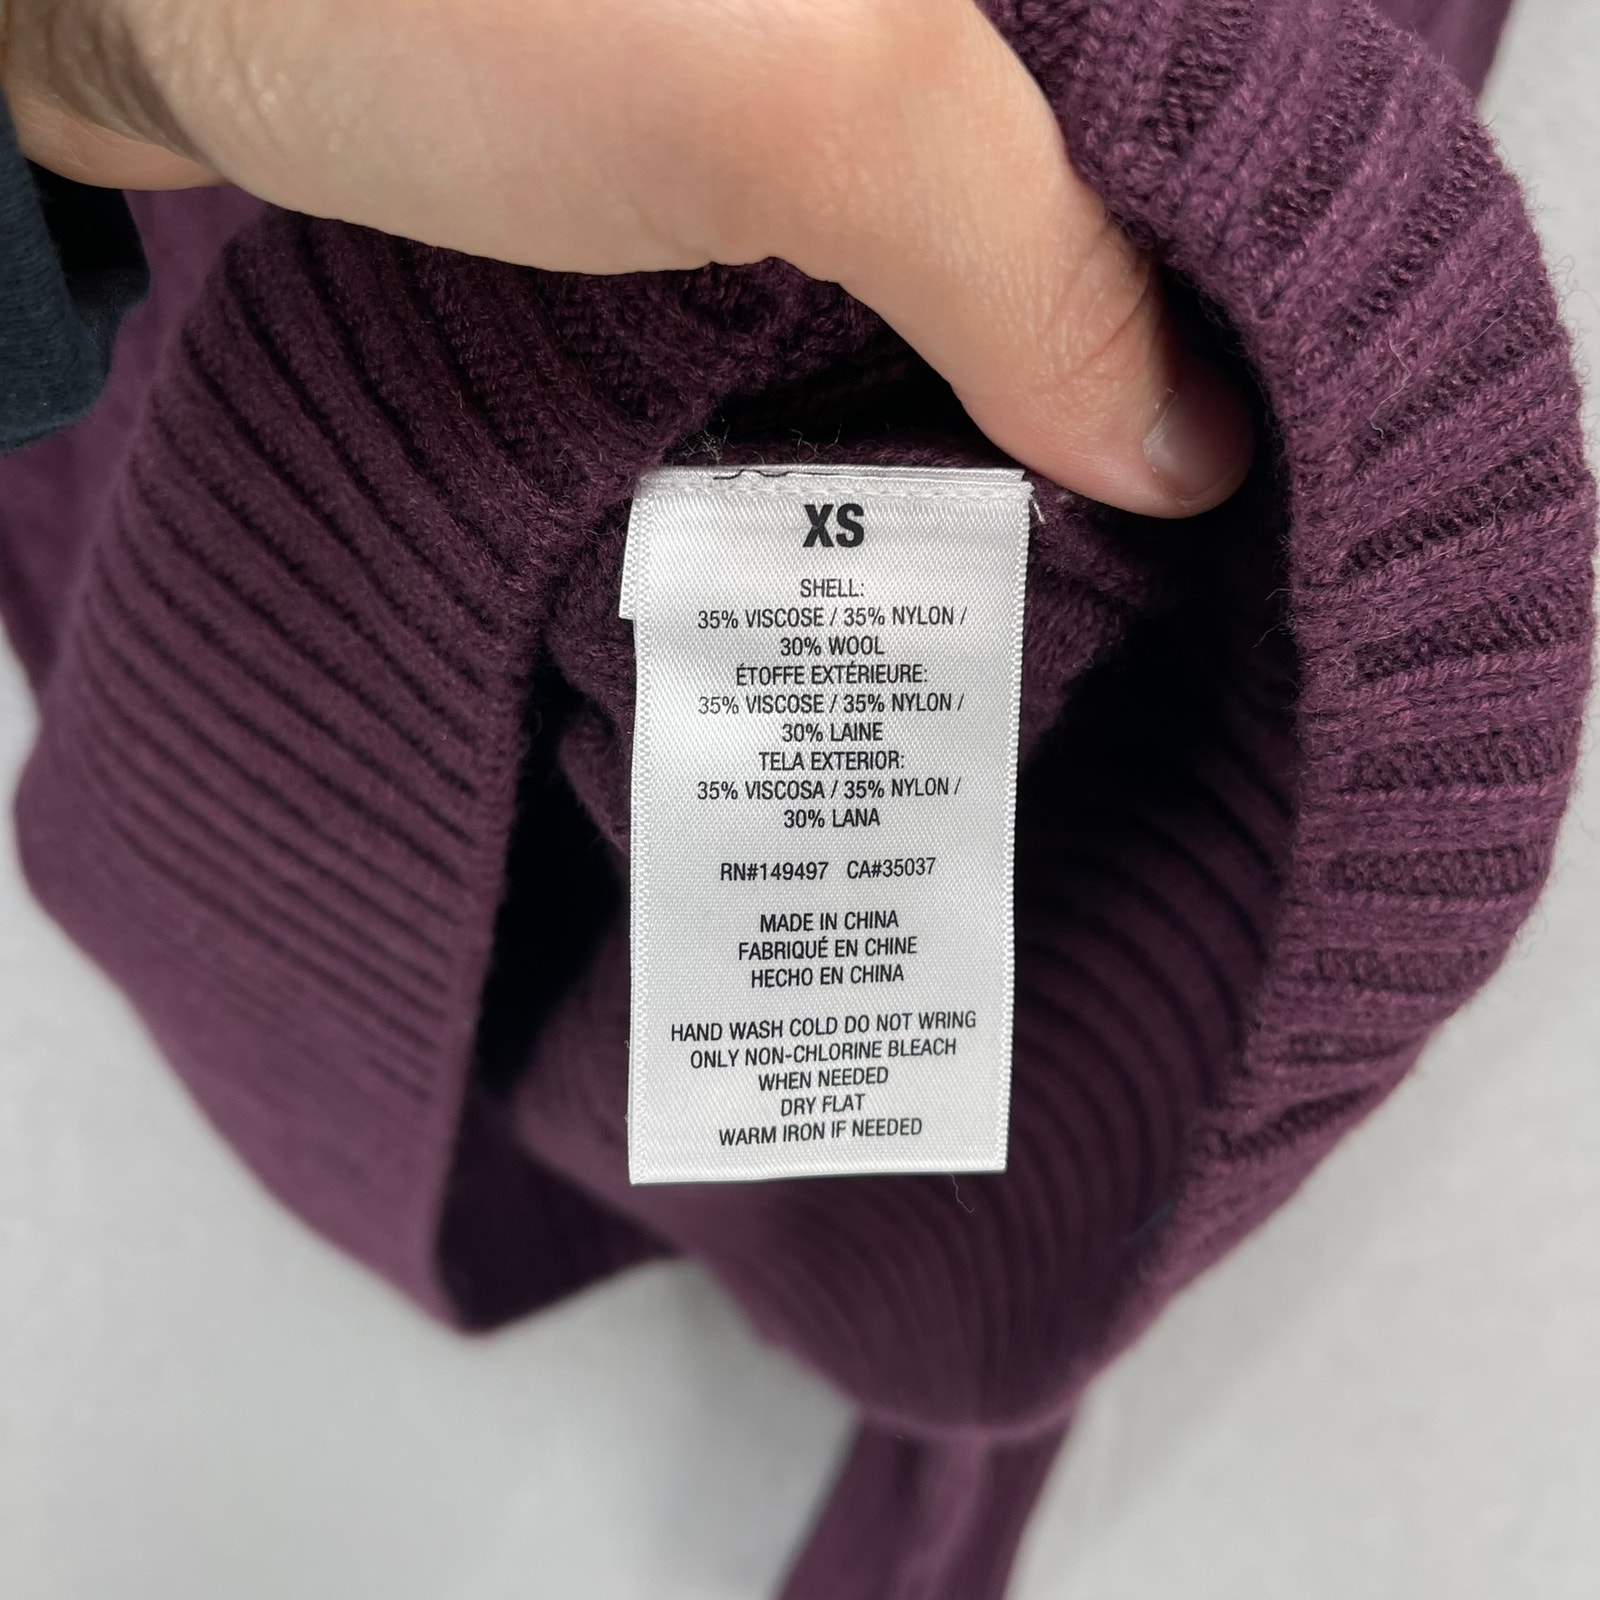 XS
SHELL:
35% VISCOSE / 35% NYLON /
30% WOOL
ÉTOFFE EXTÉRIEURE:
35% VISCOSE / 35% NYLON /
30% LAINE
TELA EXTERIOR:
35% VISCOSA / 35% NYLON /
30% LANA
RN#149497 CA#35037
MADE IN CHINA
FABRIQUÉ EN CHINE
HECHO EN CHINA
HAND WASH COLD DO NOT WRING
ONLY NON-CHLORINE BLEACH
WHEN NEEDED
DRY FLAT
WARM IRON IF NEEDED